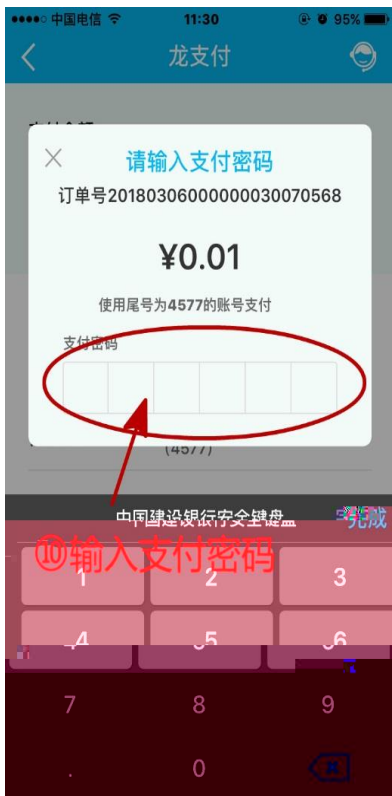 中国电信 11:30 95%
龙支付
请输入支付密码
订单号20180306000000030070568
¥0.01
使用尾号为4577的账号支付
支付密码
(4577)
中国建设银行安全键盘 完成
⑩输入支付密码
1 2 3
4 5 6
7 8 9
. 0